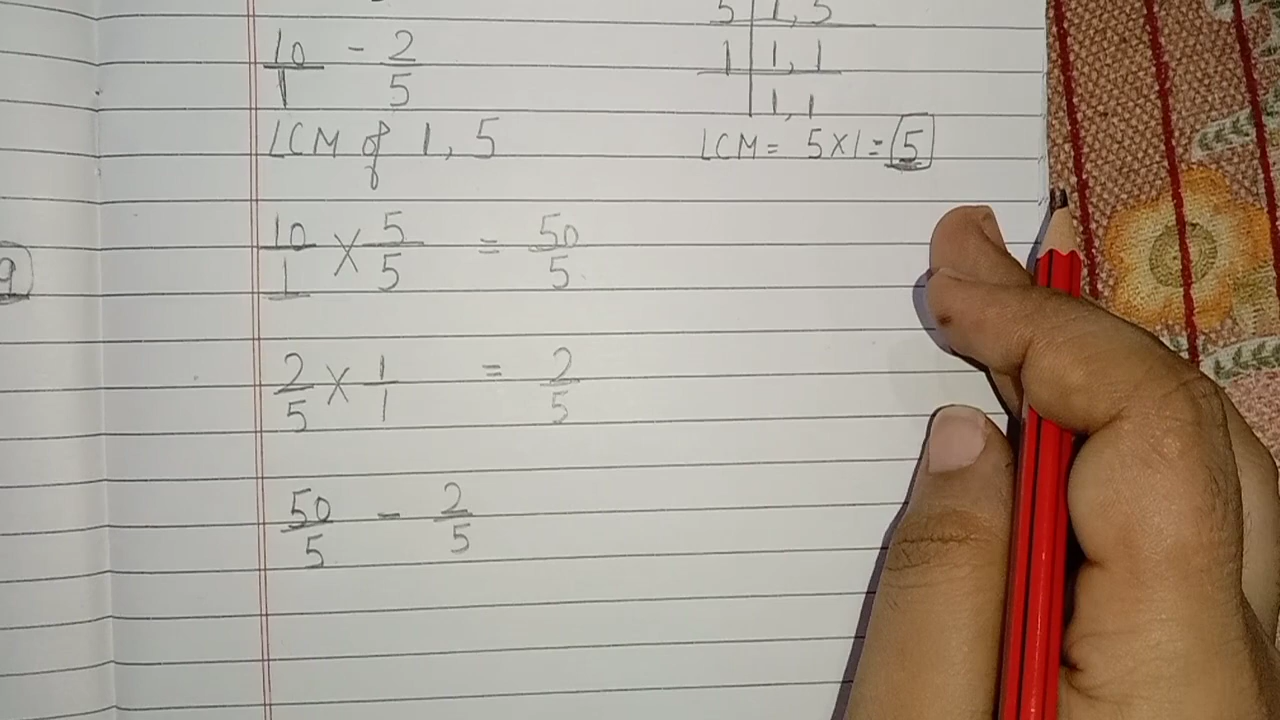 5 | 1, 5
10/1 - 2/5
1 | 1, 1
1, 1
LCM of 1, 5
LCM = 5 X 1 = 5
10/1 X 5/5 = 50/5
9
2/5 X 1/1 = 2/5
50/5 - 2/5